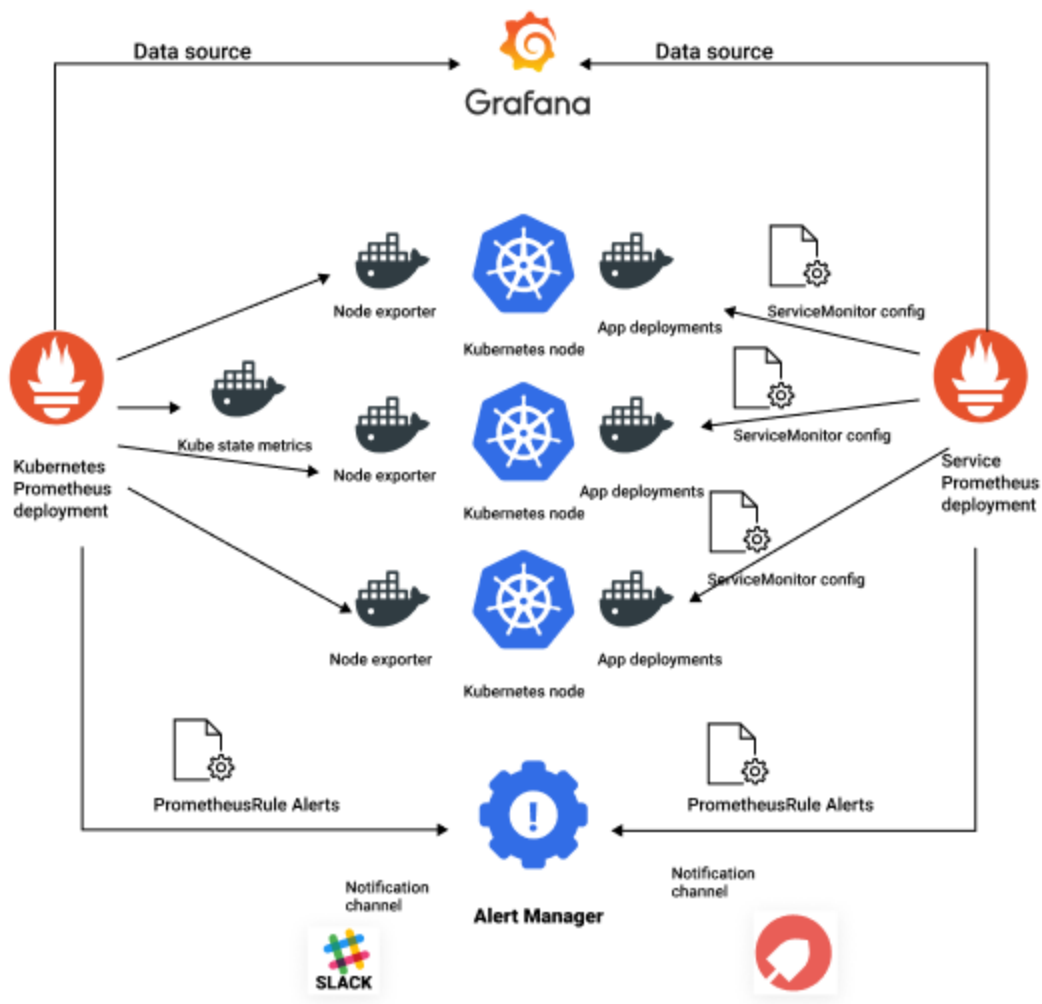 Data source
Data source
Grafana
Node exporter
Kubernetes node
App deployments
ServiceMonitor config
Kube state metrics
Node exporter
Kubernetes node
App deployments
ServiceMonitor config
Kubernetes
Prometheus
deployment
Service
Prometheus
deployment
ServiceMonitor config
Node exporter
Kubernetes node
App deployments
PrometheusRule Alerts
PrometheusRule Alerts
Notification
channel
Alert Manager
Notification
channel
SLACK